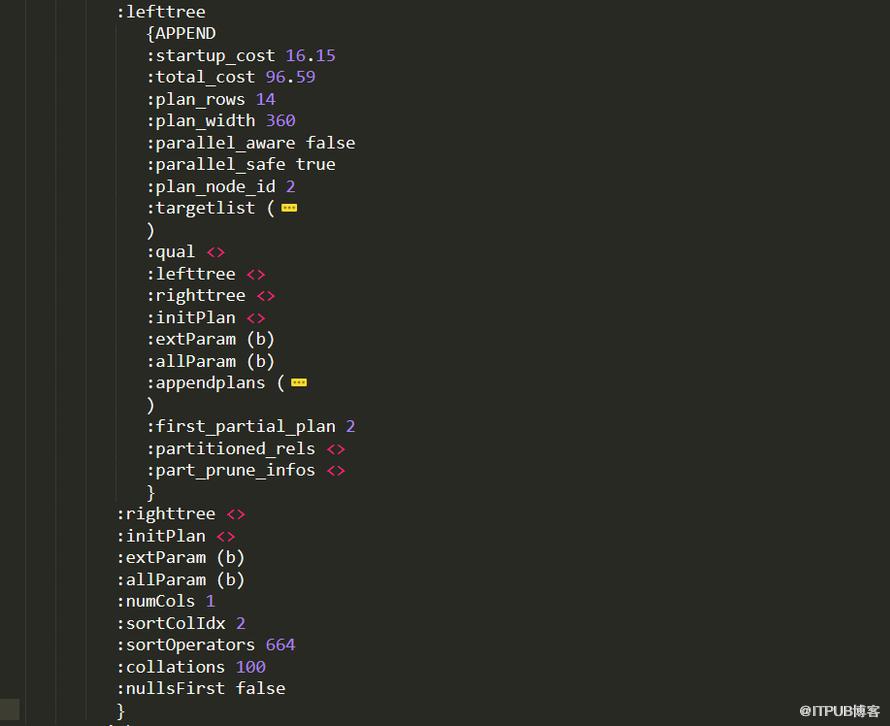 :lefttree
{APPEND
:startup_cost 16.15
:total_cost 96.59
:plan_rows 14
:plan_width 360
:parallel_aware false
:parallel_safe true
:plan_node_id 2
:targetlist (
)
:qual <>
:lefttree <>
:righttree <>
:initPlan <>
:extParam (b)
:allParam (b)
:appendplans (
)
:first_partial_plan 2
:partitioned_rels <>
:part_prune_infos <>
}
:righttree <>
:initPlan <>
:extParam (b)
:allParam (b)
:numCols 1
:sortColIdx 2
:sortOperators 664
:collations 100
:nullsFirst false
}
@ITPUB博客